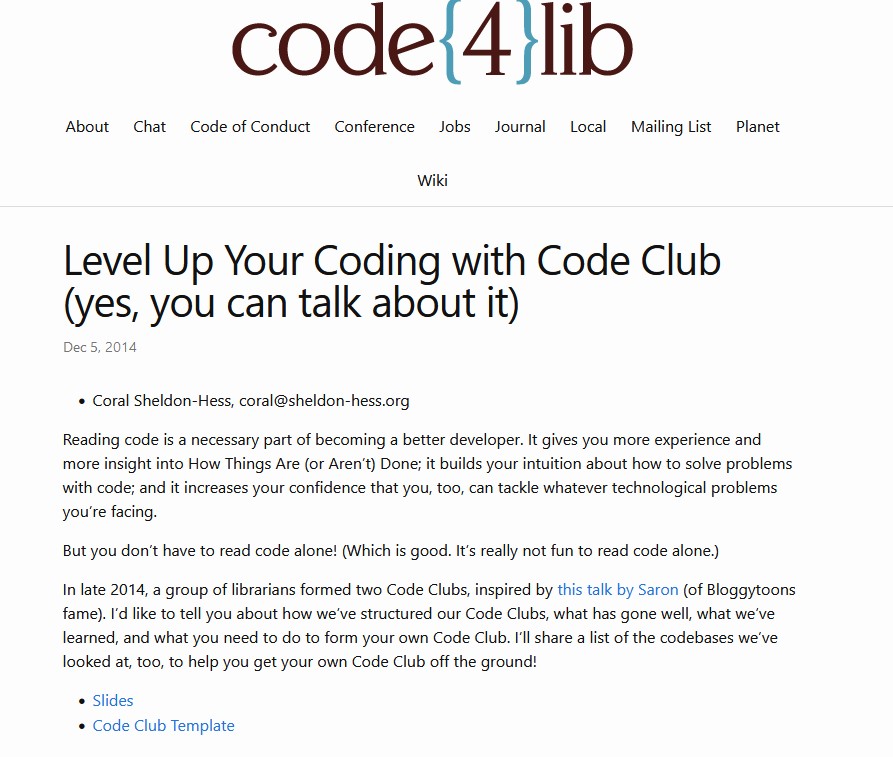 code{4}lib
About Chat Code of Conduct Conference Jobs Journal Local Mailing List Planet
Wiki
Level Up Your Coding with Code Club
(yes, you can talk about it)
Dec 5, 2014
• Coral Sheldon-Hess, coral@sheldon-hess.org
Reading code is a necessary part of becoming a better developer. It gives you more experience and
more insight into How Things Are (or Aren’t) Done; it builds your intuition about how to solve problems
with code; and it increases your confidence that you, too, can tackle whatever technological problems
you’re facing.
But you don’t have to read code alone! (Which is good. It’s really not fun to read code alone.)
In late 2014, a group of librarians formed two Code Clubs, inspired by this talk by Saron (of Bloggytoons
fame). I’d like to tell you about how we’ve structured our Code Clubs, what has gone well, what we’ve
learned, and what you need to do to form your own Code Club. I’ll share a list of the codebases we’ve
looked at, too, to help you get your own Code Club off the ground!
• Slides
• Code Club Template